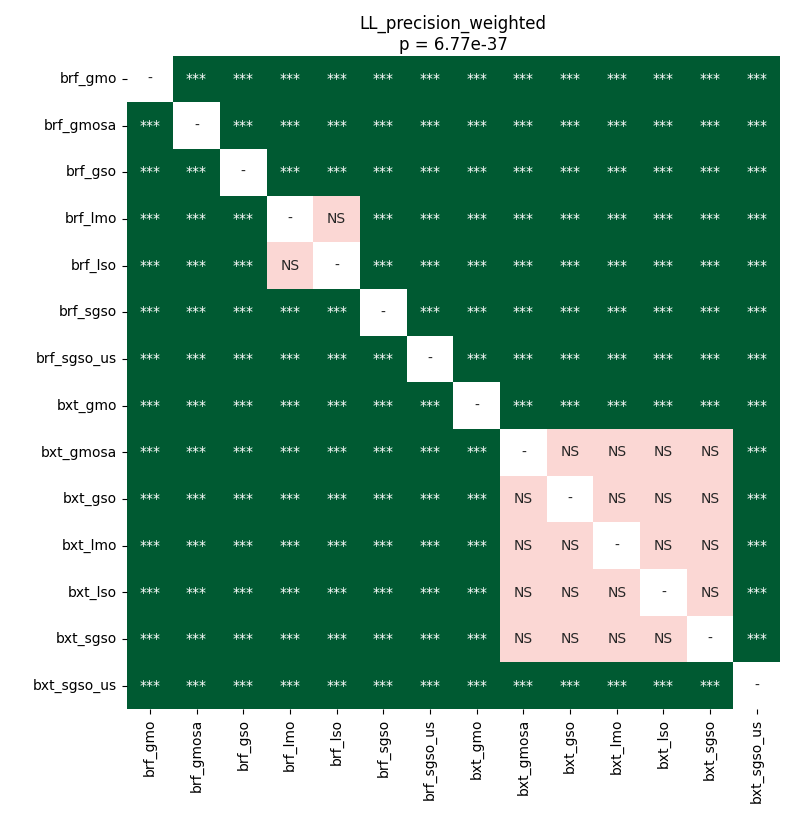 LL_precision_weighted
p = 6.77e-37
brf_gmo - *** *** *** *** *** *** *** *** *** *** *** *** ***
brf_gmosa *** - *** *** *** *** *** *** *** *** *** *** *** ***
brf_gso *** *** - *** *** *** *** *** *** *** *** *** *** ***
brf_lmo *** *** *** - NS *** *** *** *** *** *** *** *** ***
brf_lso *** *** *** NS - *** *** *** *** *** *** *** *** ***
brf_sgso *** *** *** *** *** - *** *** *** *** *** *** *** ***
brf_sgso_us *** *** *** *** *** *** - *** *** *** *** *** *** ***
bxt_gmo *** *** *** *** *** *** *** - *** *** *** *** *** ***
bxt_gmosa *** *** *** *** *** *** *** *** - NS NS NS NS ***
bxt_gso *** *** *** *** *** *** *** *** NS - NS NS NS ***
bxt_lmo *** *** *** *** *** *** *** *** NS NS - NS NS ***
bxt_lso *** *** *** *** *** *** *** *** NS NS NS - NS ***
bxt_sgso *** *** *** *** *** *** *** *** NS NS NS NS - ***
bxt_sgso_us *** *** *** *** *** *** *** *** *** *** *** *** *** -
brf_gmo
brf_gmosa
brf_gso
brf_lmo
brf_lso
brf_sgso
brf_sgso_us
bxt_gmo
bxt_gmosa
bxt_gso
bxt_lmo
bxt_lso
bxt_sgso
bxt_sgso_us